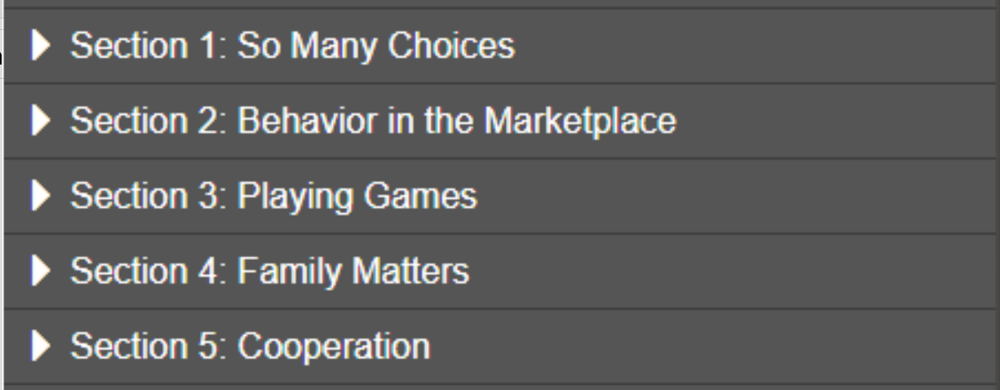 Section 1: So Many Choices
Section 2: Behavior in the Marketplace
Section 3: Playing Games
Section 4: Family Matters
Section 5: Cooperation